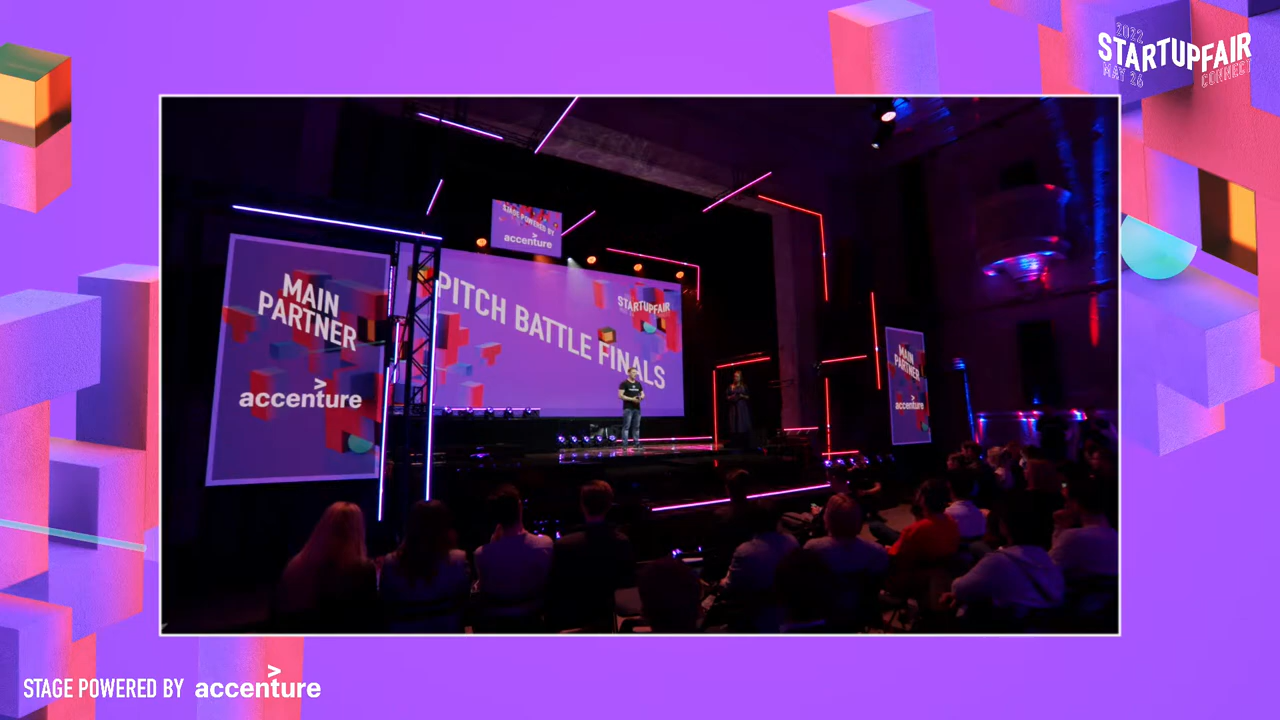 2022
STARTUPFAIR
MAY 26
CONNECT
STAGE POWERED BY
accenture
MAIN
PARTNER
accenture
PITCH BATTLE FINALS
STARTUPFAIR
MAIN
PARTNER
accenture
STAGE POWERED BY accenture